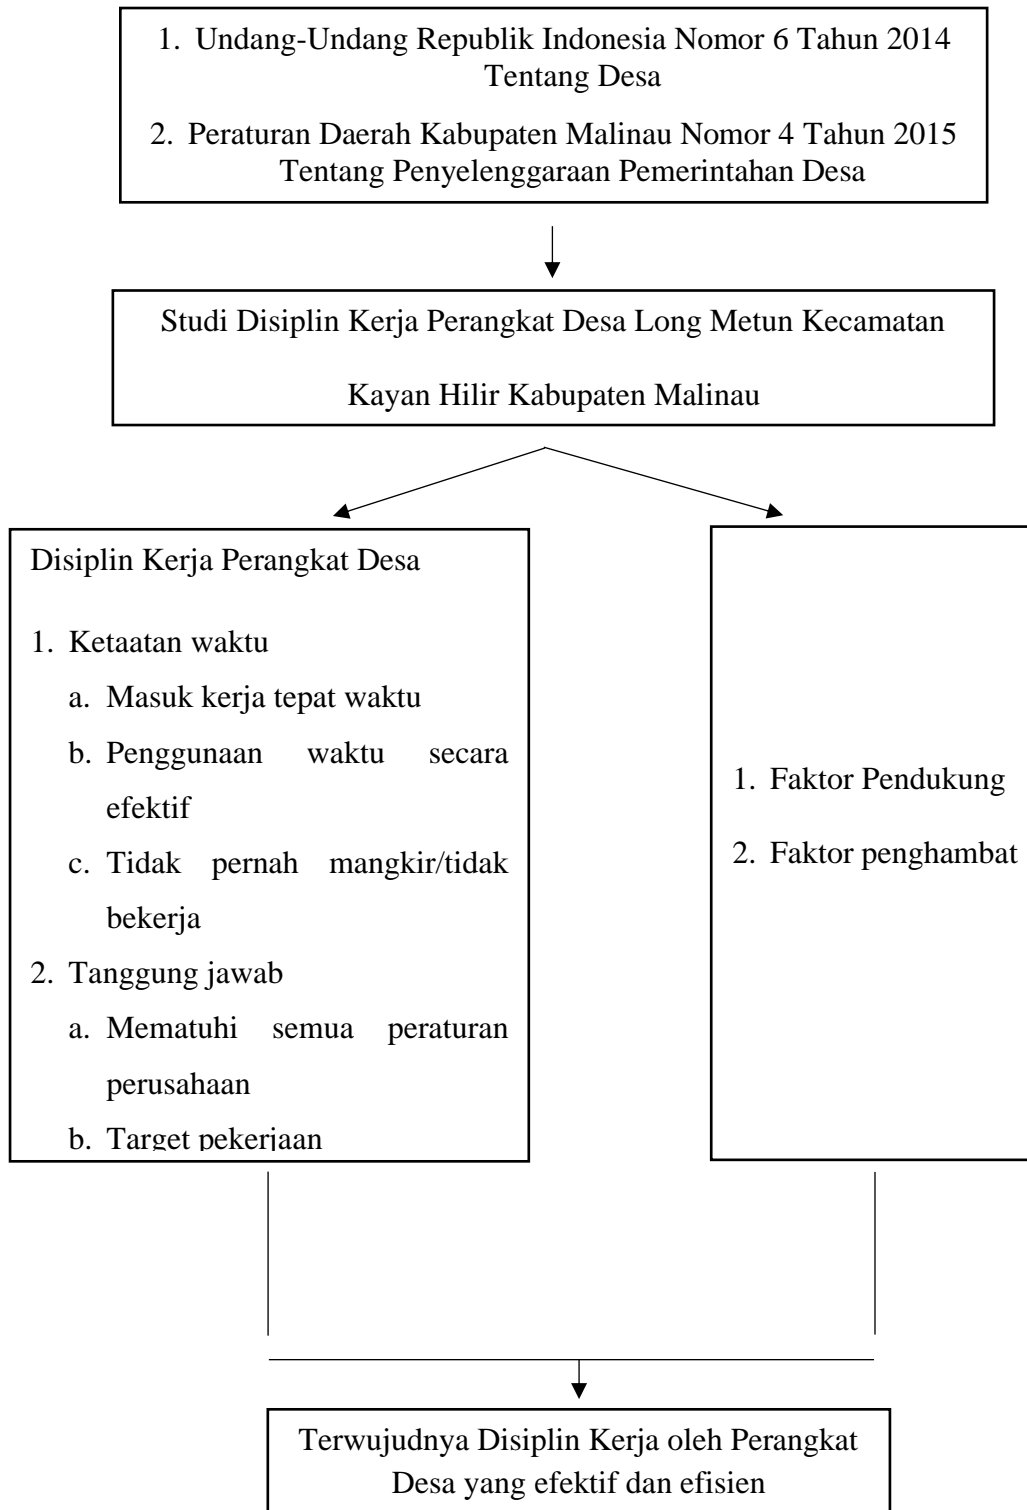 1. Undang-Undang Republik Indonesia Nomor 6 Tahun 2014
Tentang Desa
2. Peraturan Daerah Kabupaten Malinau Nomor 4 Tahun 2015
Tentang Penyelenggaraan Pemerintahan Desa
Studi Disiplin Kerja Perangkat Desa Long Metun Kecamatan
Kayan Hilir Kabupaten Malinau
Disiplin Kerja Perangkat Desa
1. Ketaatan waktu
a. Masuk kerja tepat waktu
b. Penggunaan waktu secara
efektif
c. Tidak pernah mangkir/tidak
bekerja
2. Tanggung jawab
a. Mematuhi semua peraturan
perusahaan
b. Target pekerjaan
1. Faktor Pendukung
2. Faktor penghambat
Terwujudnya Disiplin Kerja oleh Perangkat
Desa yang efektif dan efisien